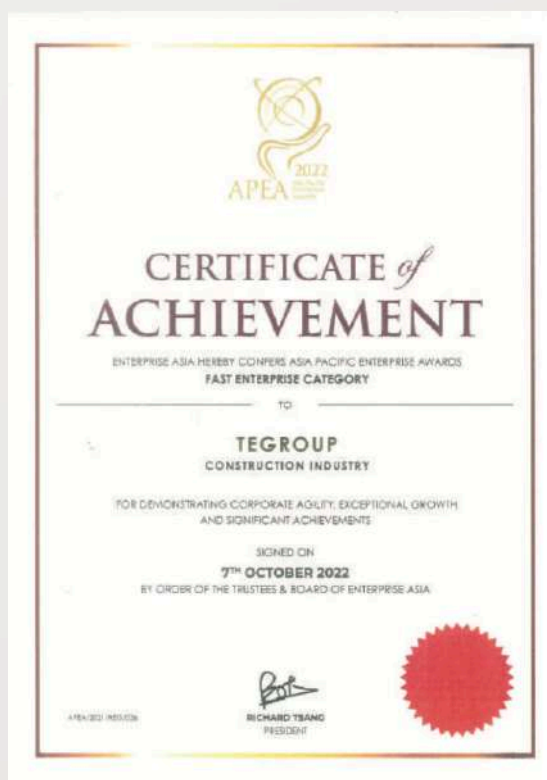 2022
APEA
CERTIFICATE of
ACHIEVEMENT
ENTERPRISE ASIA HEREBY CONFERS ASIA PACIFIC ENTERPRISE AWARDS
FAST ENTERPRISE CATEGORY
TO
TEGROUP
CONSTRUCTION INDUSTRY
FOR DEMONSTRATING CORPORATE AGILITY, EXCEPTIONAL GROWTH
AND SIGNIFICANT ACHIEVEMENTS
SIGNED ON
7TH OCTOBER 2022
BY ORDER OF THE TRUSTEES & BOARD OF ENTERPRISE ASIA
RICHARD TSANG
PRESIDENT